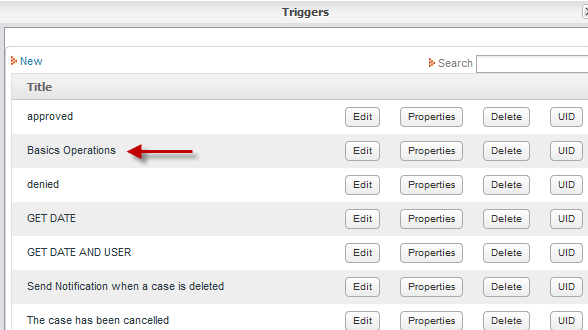 Triggers
New Search
Title
approved Edit Properties Delete UID
Basics Operations Edit Properties Delete UID
denied Edit Properties Delete UID
GET DATE Edit Properties Delete UID
GET DATE AND USER Edit Properties Delete UID
Send Notification when a case is deleted Edit Properties Delete UID
The case has been cancelled Edit Properties Delete UID